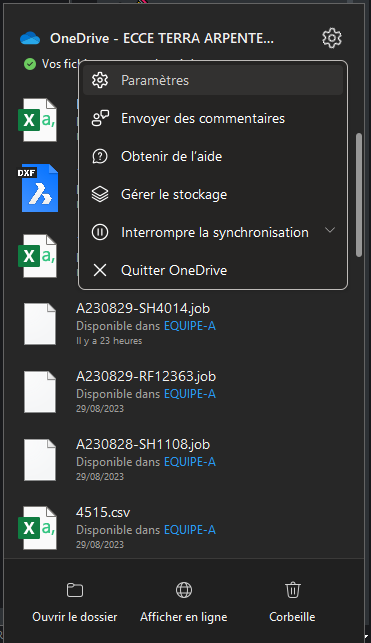 OneDrive - ECCE TERRA ARPENTE...
Vos fich
Paramètres
Envoyer des commentaires
Obtenir de l'aide
Gérer le stockage
Interrompre la synchronisation
Quitter OneDrive
a,
DXF
a,
A230829-SH4014.job
Disponible dans EQUIPE-A
Il y a 23 heures
A230829-RF12363.job
Disponible dans EQUIPE-A
29/08/2023
A230828-SH1108.job
Disponible dans EQUIPE-A
29/08/2023
X a,
4515.csv
Disponible dans EQUIPE-A
29/08/2023
Ouvrir le dossier
Afficher en ligne
Corbeille